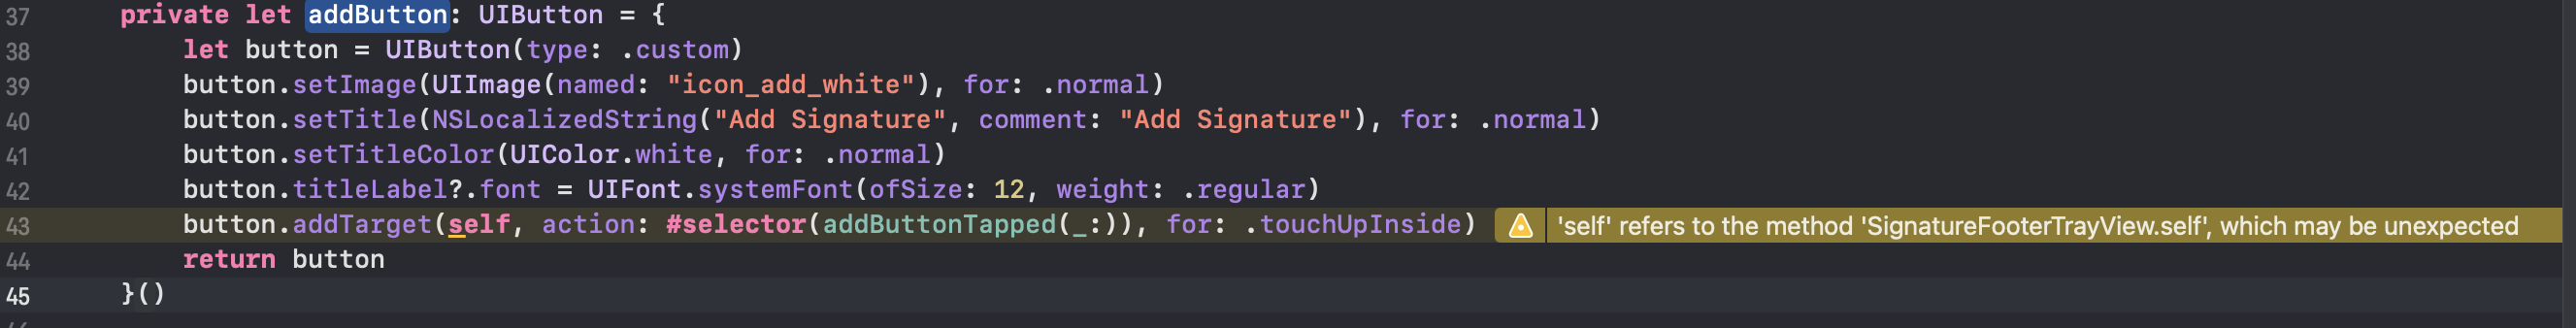 37 private let addButton: UIButton = {
38 let button = UIButton(type: .custom)
39 button.setImage(UIImage(named: "icon_add_white"), for: .normal)
40 button.setTitle(NSLocalizedString("Add Signature", comment: "Add Signature"), for: .normal)
41 button.setTitleColor(UIColor.white, for: .normal)
42 button.titleLabel?.font = UIFont.systemFont(ofSize: 12, weight: .regular)
43 button.addTarget(self, action: #selector(addButtonTapped(_:)), for: .touchUpInside) 'self' refers to the method 'SignatureFooterTrayView.self', which may be unexpected
44 return button
45 }()